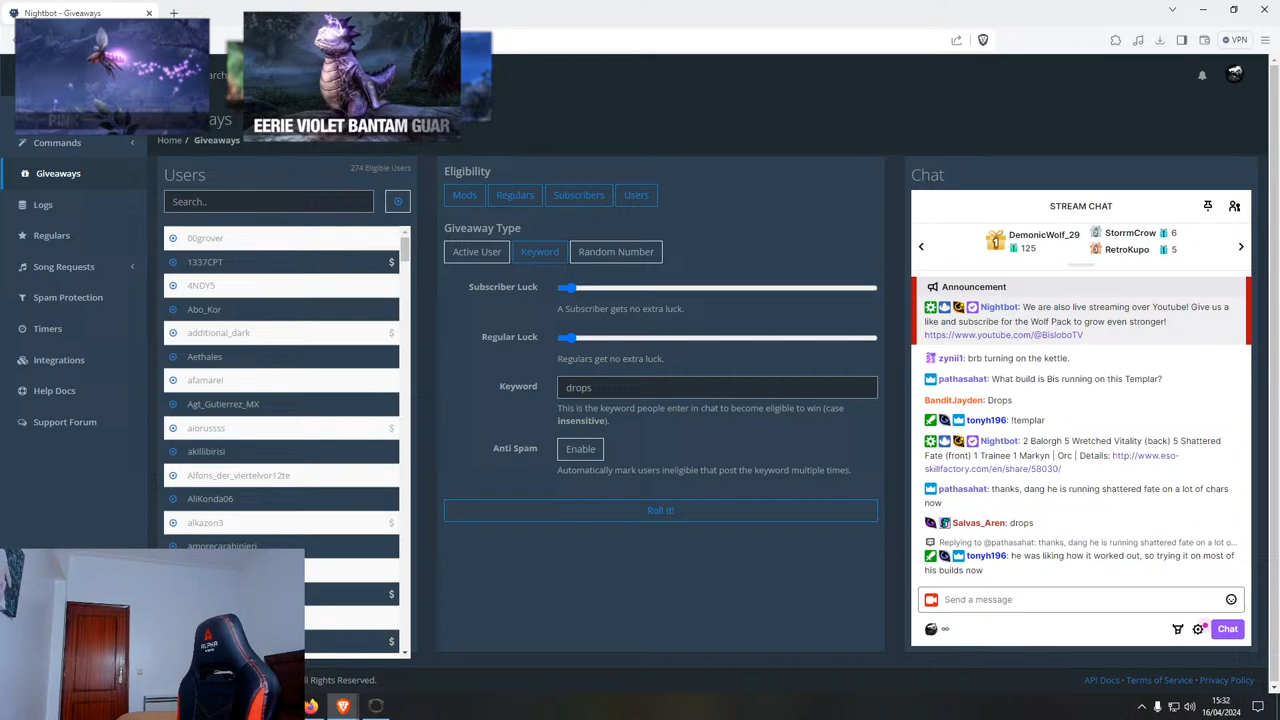 Nightbot - Giveaways
VPN
PINK
EERIE VIOLET BANTAM GUAR
Home / Giveaways
Commands
Giveaways
Logs
Regulars
Song Requests
Spam Protection
Timers
Integrations
Help Docs
Support Forum
Users
274 Eligible Users
Search..
00grover
1337CPT $
4NDY5
Abo_Kor
additional_dark $
Aethales
afamarei
Agt_Gutierrez_MX
aiorussss $
akillibirisi
Alfons_der_viertelvor12te
AliKonda06
alkazon3 $
amorecarabinieri
$
$
Eligibility
Mods
Regulars
Subscribers
Users
Giveaway Type
Active User
Keyword
Random Number
Subscriber Luck
A Subscriber gets no extra luck.
Regular Luck
Regulars get no extra luck.
Keyword
drops
This is the keyword people enter in chat to become eligible to win (case
insensitive).
Anti Spam
Enable
Automatically mark users ineligible that post the keyword multiple times.
Roll It!
Chat
STREAM CHAT
1
DemonicWolf_29
125
StorrmCrow 6
RetroKupo 5
Announcement
Nightbot: We are also live streaming over Youtube! Give us a
like and subscribe for the Wolf Pack to grow even stronger!
https://www.youtube.com/@BisloboTV
zynii1: brb turning on the kettle.
pathasahat: What build is Bis running on this Templar?
BanditJayden: Drops
tonyh196: !templar
Nightbot: 2 Balorgh 5 Wretched Vitality (back) 5 Shattered
Fate (front) 1 Trainee 1 Markyn | Orc | Details: http://www.eso-
skillfactory.com/en/share/58030/
pathasahat: thanks, dang he is running shattered fate on a lot of chars
now
Salvas_Aren: drops
Replying to @pathasahat: thanks, dang he is running shattered fate on a lot o...
tonyh196: he was liking how it worked out, so trying it on most of
his builds now
Send a message
∞
Chat
ALPHA
ll Rights Reserved.
API Docs - Terms of Service - Privacy Policy
15:32
16/04/2024